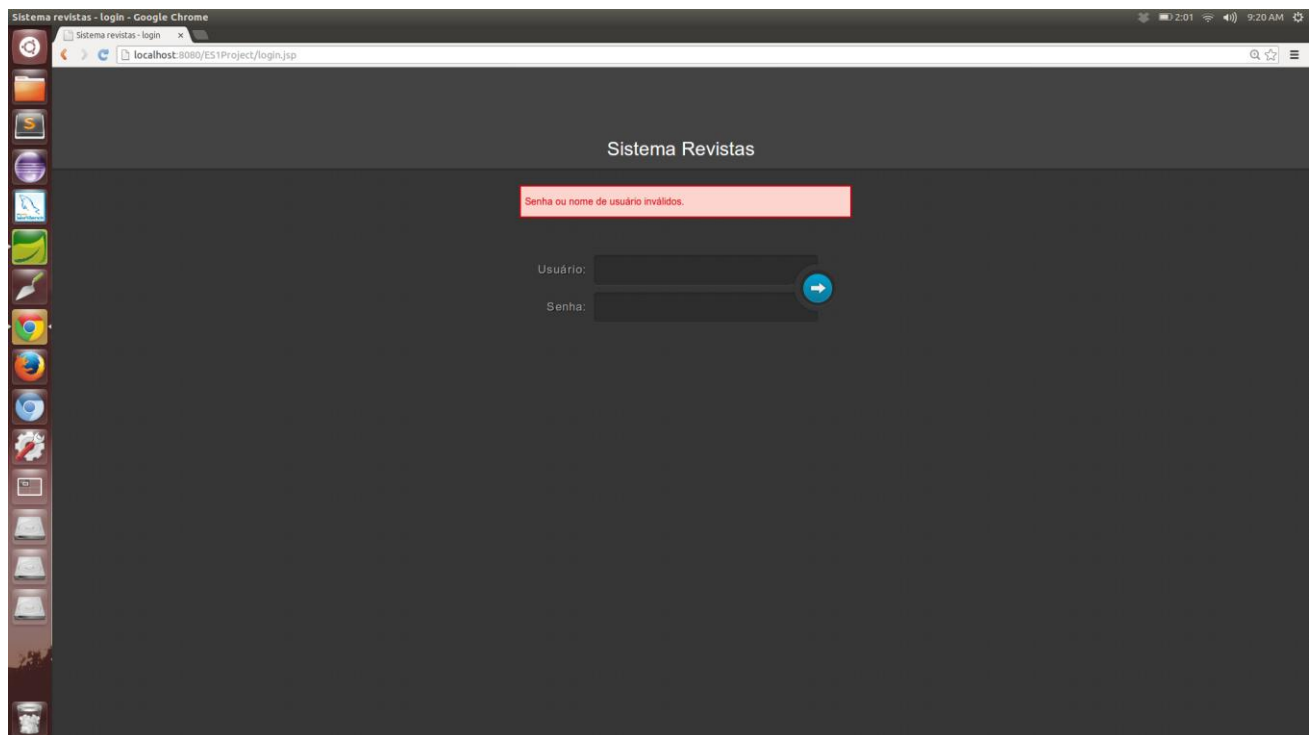 Sistema revistas - login - Google Chrome
2:01 9:20 AM
Sistema revistas - login x
localhost:8080/ES1Project/login.jsp
Sistema Revistas
Senha ou nome de usuário inválidos.
Usuário:
Senha: